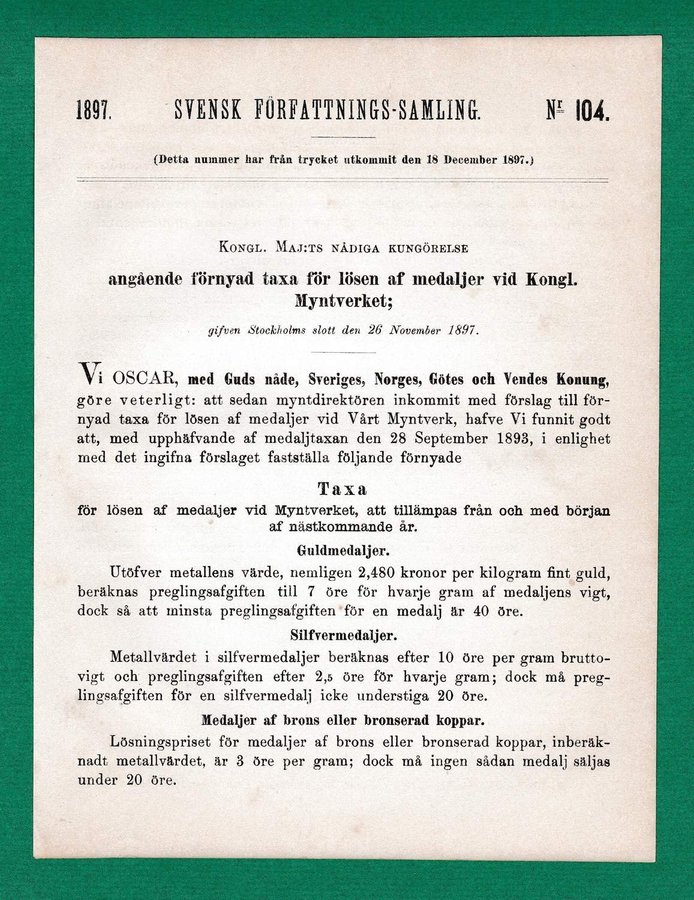 1897. SVENSK FÖRFATTNINGS-SAMLING. Nr 104.
(Detta nummer har från trycket utkommit den 18 December 1897.)
KONGL. MAJ:TS NÅDIGA KUNGÖRELSE
angående förnyad taxa för lösen af medaljer vid Kongl.
Myntverket;
gifven Stockholms slott den 26 November 1897.
Vi OSCAR, med Guds nåde, Sveriges, Norges, Götes och Vendes Konung,
göre veterligt: att sedan myntdirektören inkommit med förslag till för-
nyad taxa för lösen af medaljer vid Vårt Myntverk, hafve Vi funnit godt
att, med upphäfvande af medaljtaxan den 28 September 1893, i enlighet
med det ingifna förslaget fastställa följande förnyade
Taxa
för lösen af medaljer vid Myntverket, att tillämpas från och med början
af nästkommande år.
Guldmedaljer.
Utöfver metallens värde, nemligen 2,480 kronor per kilogram fint guld,
beräknas preglingsafgiften till 7 öre för hvarje gram af medaljens vigt,
dock så att minsta preglingsafgiften för en medalj är 40 öre.
Silfvermedaljer.
Metallvärdet i silfvermedaljer beräknas efter 10 öre per gram brutto-
vigt och preglingsafgiften efter 2,5 öre för hvarje gram; dock må preg-
lingsafgiften för en silfvermedalj icke understiga 20 öre.
Medaljer af brons eller bronserad koppar.
Lösningspriset för medaljer af brons eller bronserad koppar, inberäk-
nadt metallvärdet, är 3 öre per gram; dock må ingen sådan medalj säljas
under 20 öre.